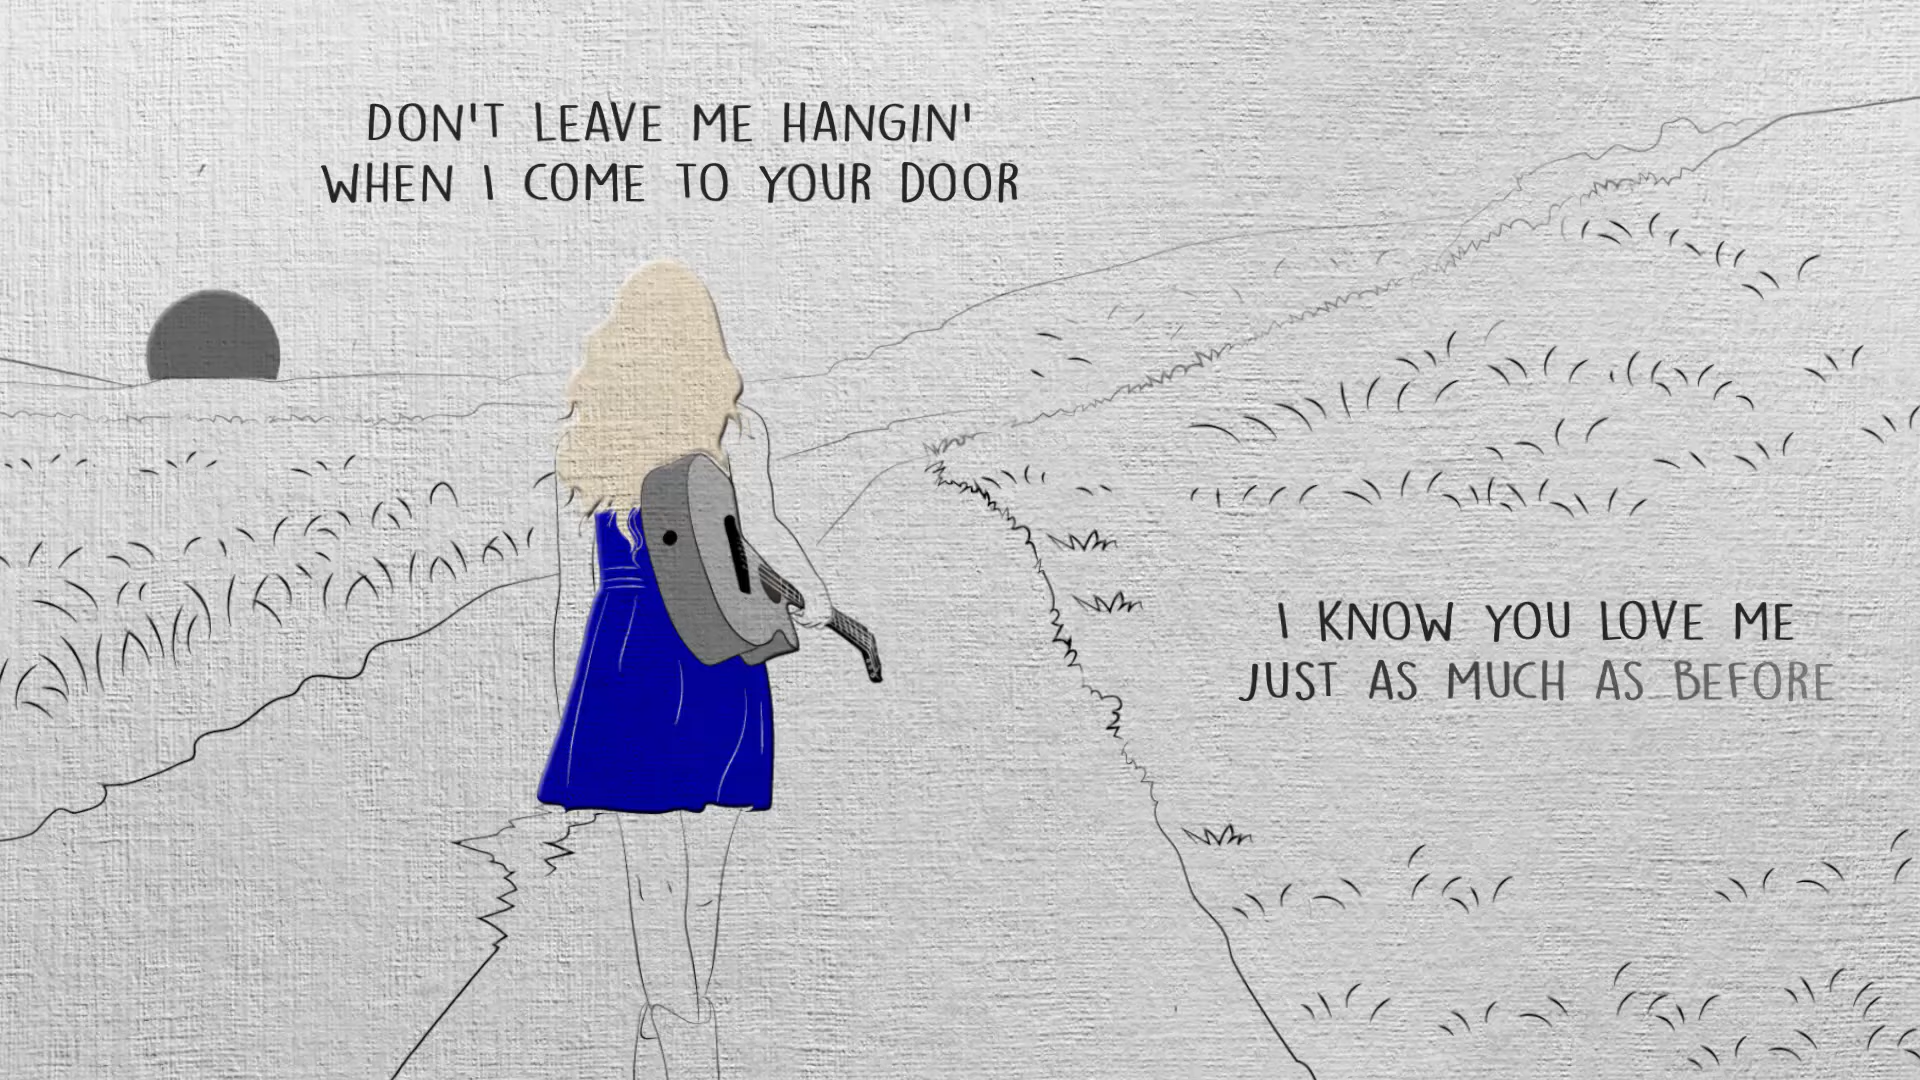 DON'T LEAVE ME HANGIN'
WHEN I COME TO YOUR DOOR
I KNOW YOU LOVE ME
JUST AS MUCH AS BEFORE